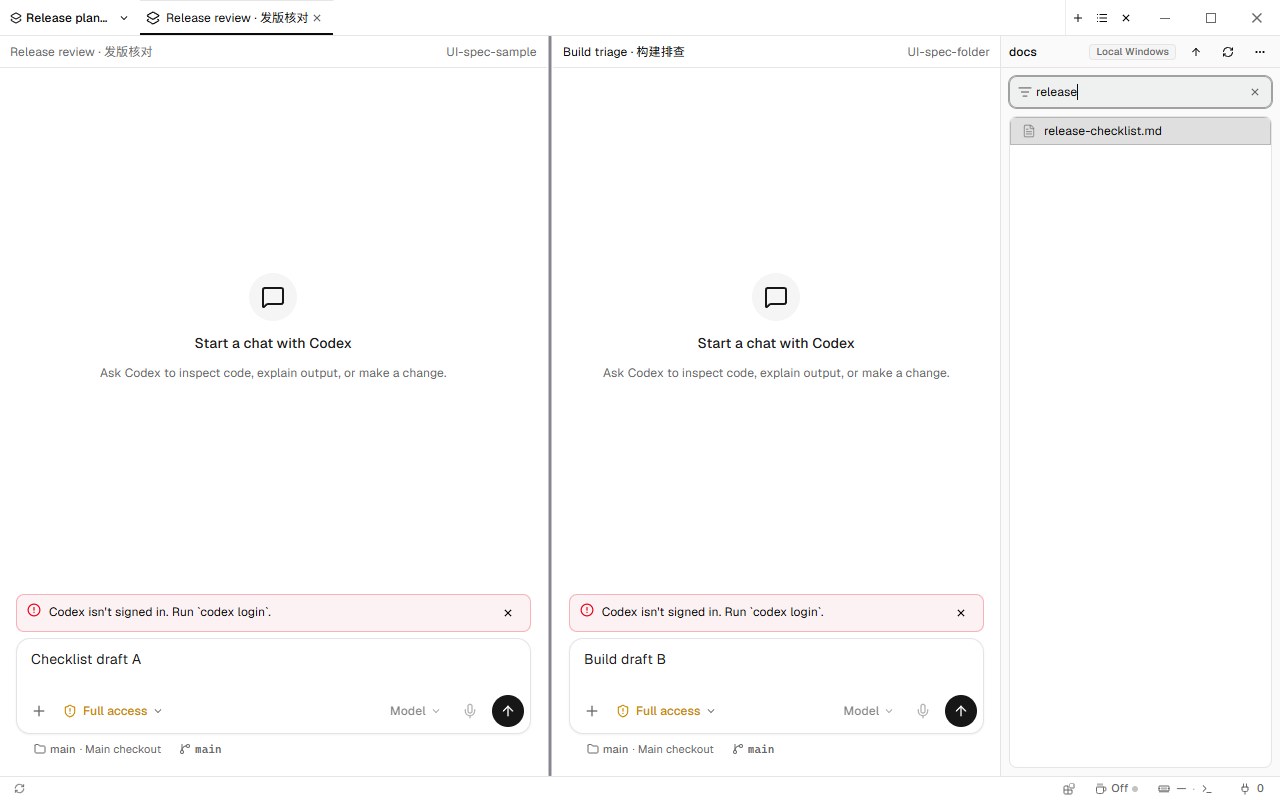 Release plan...
Release review · 发版核对
Release review · 发版核对
UI-spec-sample
Build triage · 构建排查
UI-spec-folder
docs
Local Windows
release
release-checklist.md
Start a chat with Codex
Ask Codex to inspect code, explain output, or make a change.
Start a chat with Codex
Ask Codex to inspect code, explain output, or make a change.
Codex isn't signed in. Run `codex login`.
Checklist draft A
Full access
Model
main · Main checkout
main
Codex isn't signed in. Run `codex login`.
Build draft B
Full access
Model
main · Main checkout
main
Off
— ·
0